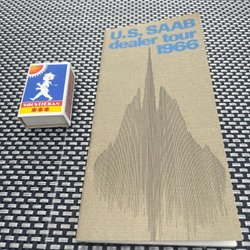 U.S. SAAB
dealer tour
1966
SOLSTICKAN